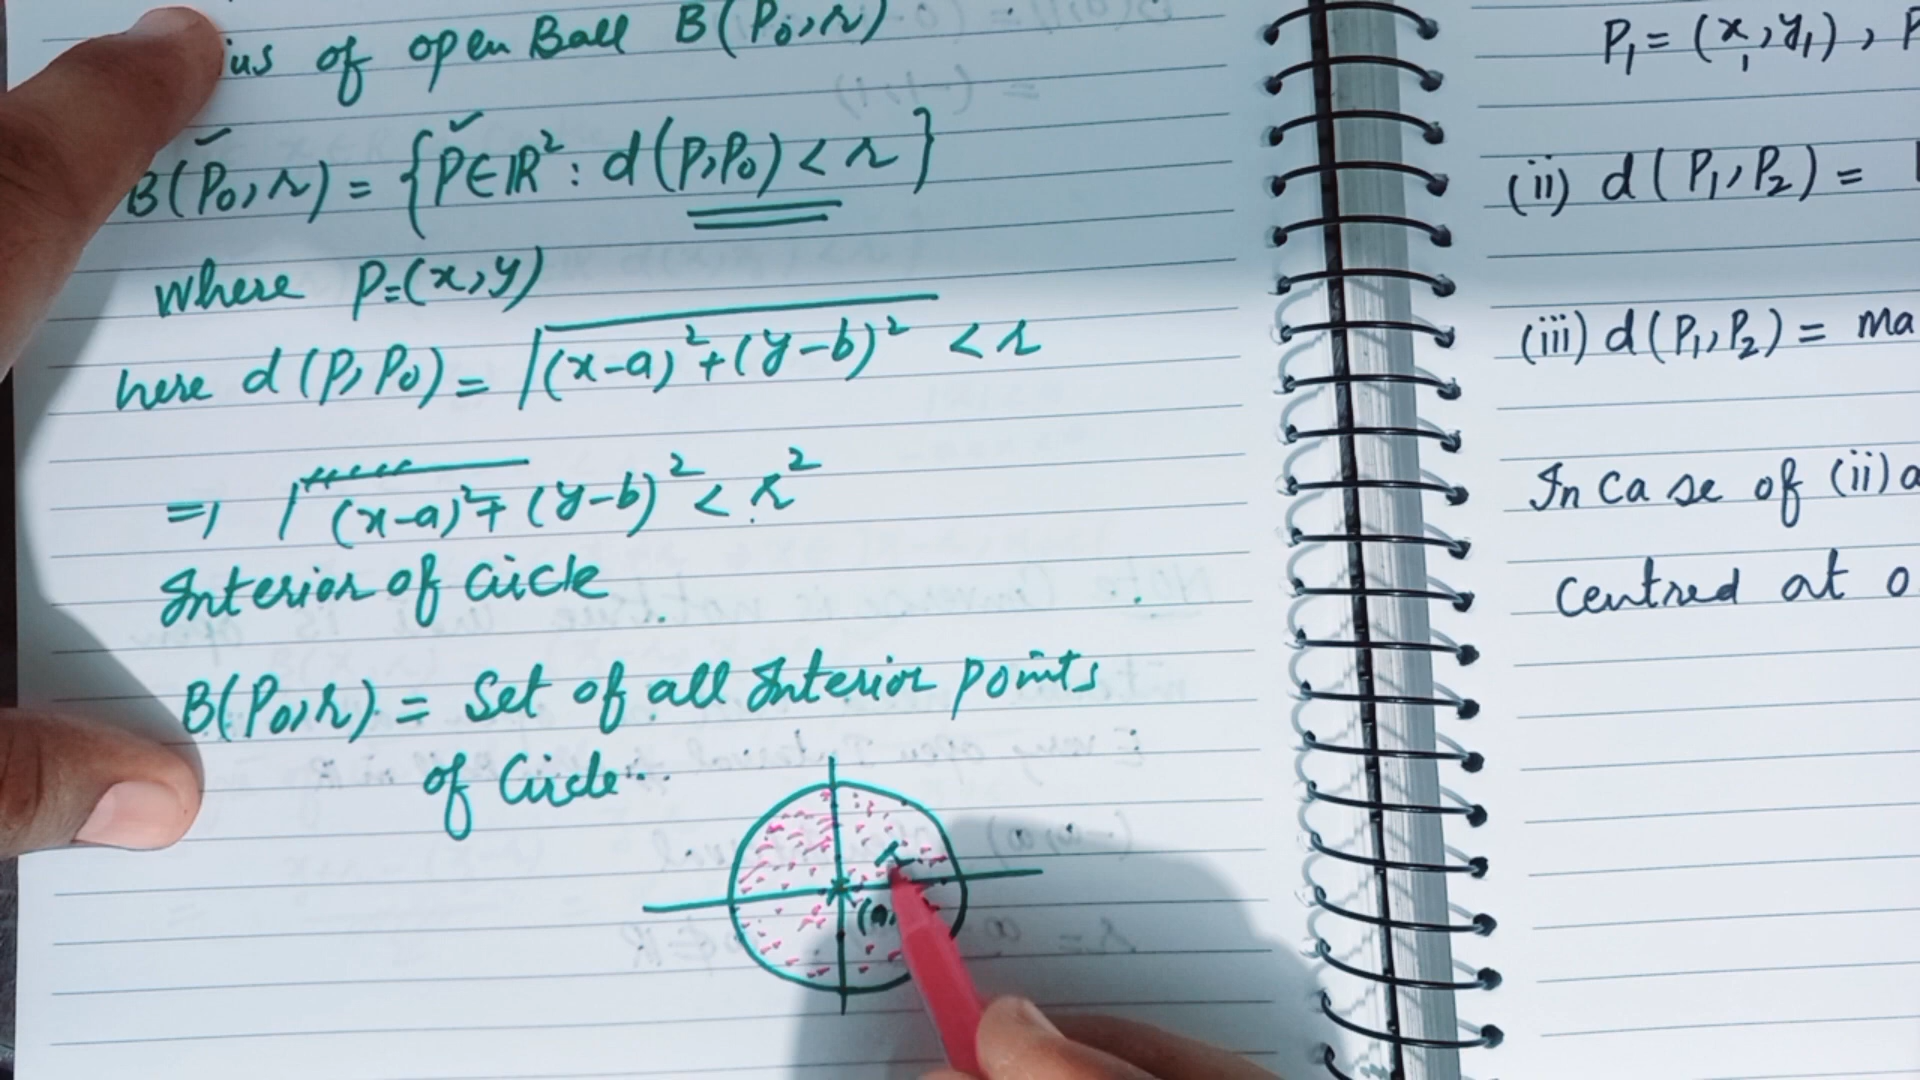 ius of open Ball B(P₀,r)
B(P₀,r) = {P∈ℝ² : d(P,P₀) < r}
where P=(x,y)
here d(P,P₀) = √(x-a)²+(y-b)² < r
⇒ √(x-a)²+(y-b)² < r²
Interior of circle
B(P₀,r) = Set of all Interior points
of Circle.
r
(a,
P₁ = (x₁,y₁), P
(ii) d(P₁,P₂) =
(iii) d(P₁,P₂) = ma
In Case of (ii) a
Centred at 0